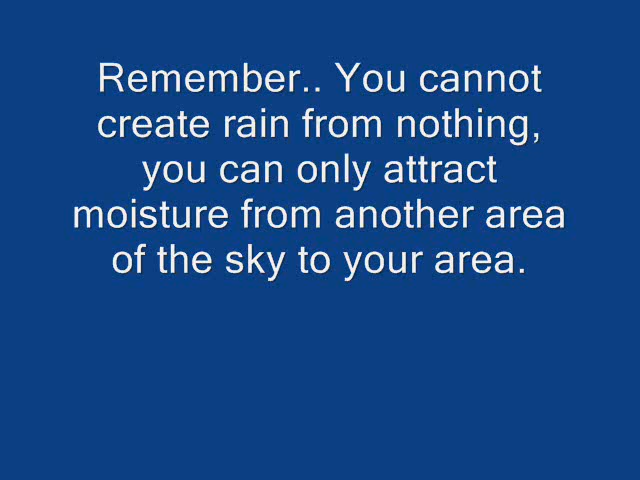 Remember.. You cannot
create rain from nothing,
you can only attract
moisture from another area
of the sky to your area.